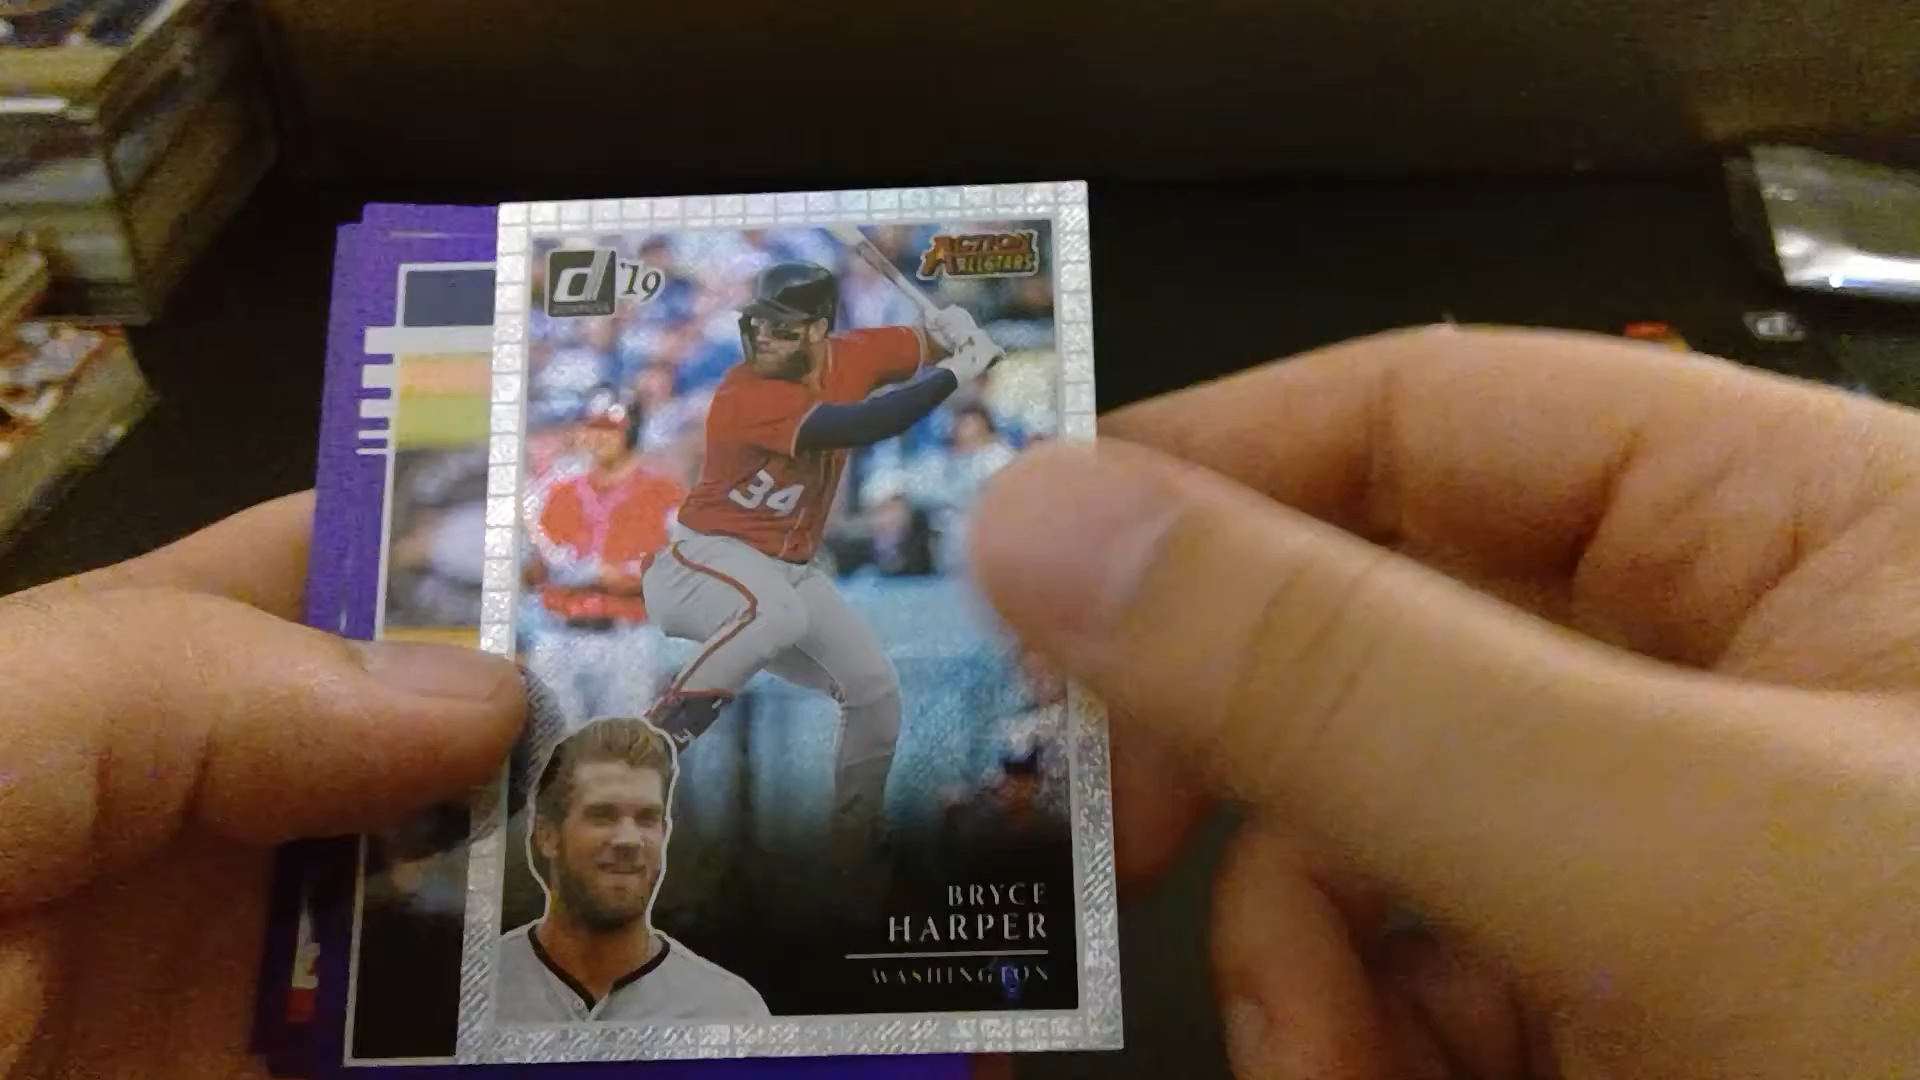 d '19
ACTION
ALL-STARS
34
BRYCE
HARPER
WASHINGTON